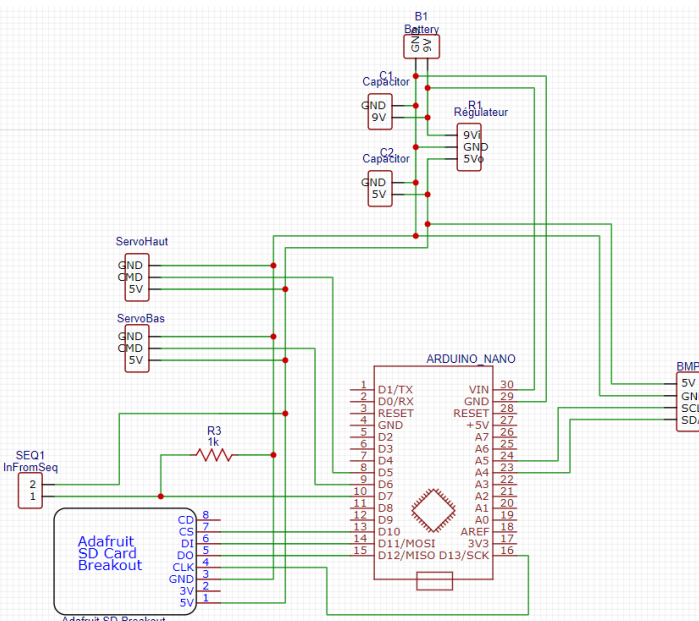 B1
Battery
GND
9V
C1
Capacitor
GND
9V
R1
Régulateur
9Vi
GND
5Vo
C2
Capacitor
GND
5V
ServoHaut
GND
CMD
5V
ServoBas
GND
CMD
5V
ARDUINO_NANO
1 D1/TX VIN 30
2 D0/RX GND 29
3 RESET RESET 28
4 GND +5V 27
5 D2 A7 26
6 D3 A6 25
7 D4 A5 24
8 D5 A4 23
9 D6 A3 22
10 D7 A2 21
11 D8 A1 20
12 D9 A0 19
13 D10 AREF 18
14 D11/MOSI 3V3 17
15 D12/MISO D13/SCK 16
BMP
5V
GN
SCL
SD
R3
1k
SEQ1
InFromSeq
2
1
Adafruit
SD Card
Breakout
CD 8
CS 7
DI 6
DO 5
CLK 4
GND 3
3V 2
5V 1
Adafruit SD Breakout